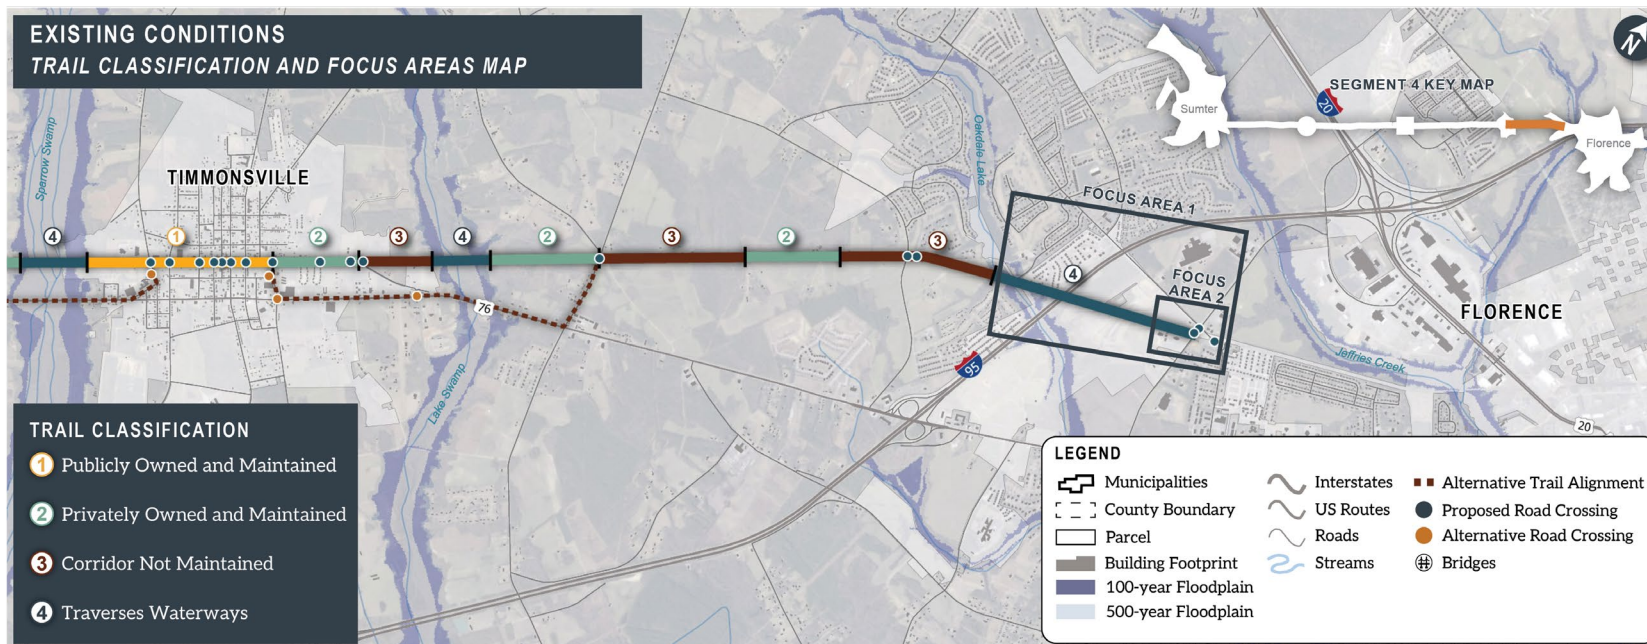 EXISTING CONDITIONS
TRAIL CLASSIFICATION AND FOCUS AREAS MAP
N
SEGMENT 4 KEY MAP
20
Sumter
Florence
Sparrow Swamp
TIMMONSVILLE
Oakdale Lake
FOCUS AREA 1
4
1
2
3
4
2
3
2
3
4
FOCUS
AREA 2
76
FLORENCE
95
Jeffries Creek
Lake Swamp
20
TRAIL CLASSIFICATION
1 Publicly Owned and Maintained
2 Privately Owned and Maintained
3 Corridor Not Maintained
4 Traverses Waterways
LEGEND
Municipalities
County Boundary
Parcel
Building Footprint
100-year Floodplain
500-year Floodplain
Interstates
US Routes
Roads
Streams
Alternative Trail Alignment
Proposed Road Crossing
Alternative Road Crossing
Bridges